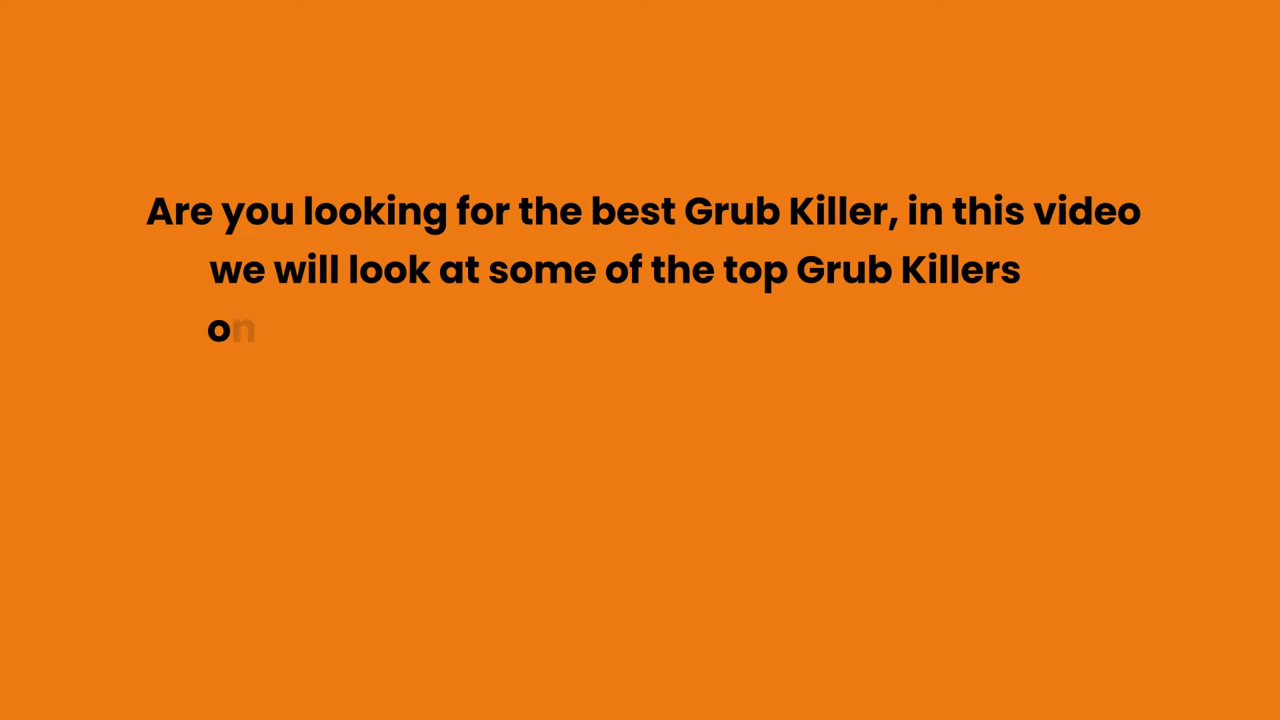 Are you looking for the best Grub Killer, in this video
we will look at some of the top Grub Killers
on